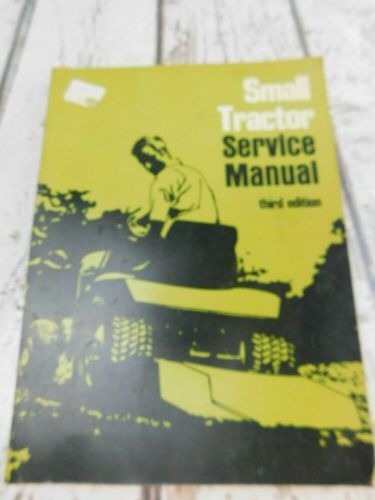 Small
Tractor
Service
Manual
third edition